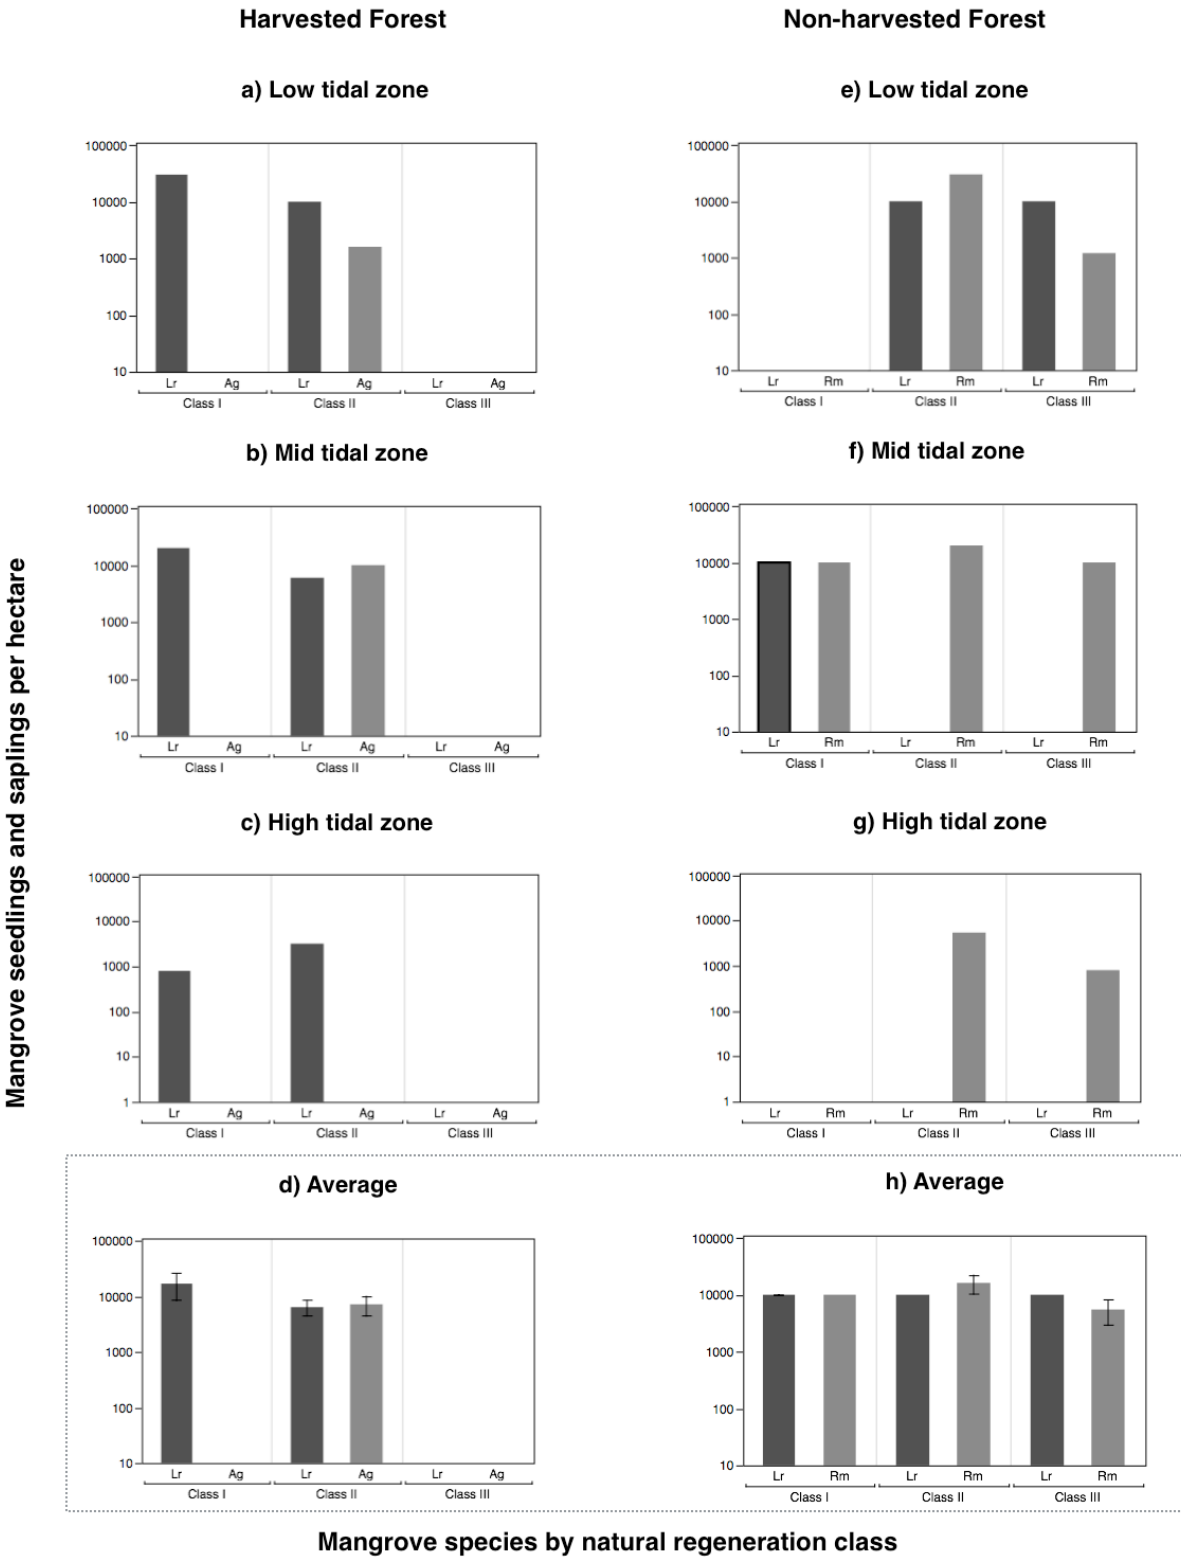 Harvested Forest
Non-harvested Forest
a) Low tidal zone
e) Low tidal zone
100000
10000
1000
100
10
Lr Ag Lr Ag Lr Ag
Class I Class II Class III
100000
10000
1000
100
10
Lr Rm Lr Rm Lr Rm
Class I Class II Class III
b) Mid tidal zone
f) Mid tidal zone
100000
10000
1000
100
10
Lr Ag Lr Ag Lr Ag
Class I Class II Class III
100000
10000
1000
100
10
Lr Rm Lr Rm Lr Rm
Class I Class II Class III
c) High tidal zone
g) High tidal zone
100000
10000
1000
100
10
1
Lr Ag Lr Ag Lr Ag
Class I Class II Class III
100000
10000
1000
100
10
1
Lr Rm Lr Rm Lr Rm
Class I Class II Class III
d) Average
h) Average
100000
10000
1000
100
10
Lr Ag Lr Ag Lr Ag
Class I Class II Class III
100000
10000
1000
100
10
Lr Rm Lr Rm Lr Rm
Class I Class II Class III
Mangrove seedlings and saplings per hectare
Mangrove species by natural regeneration class